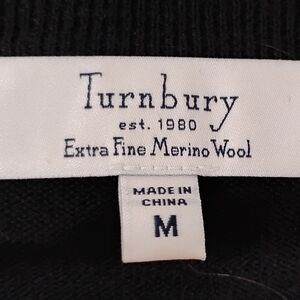 Turnbury
est. 1980
Extra Fine Merino Wool
MADE IN
CHINA
M